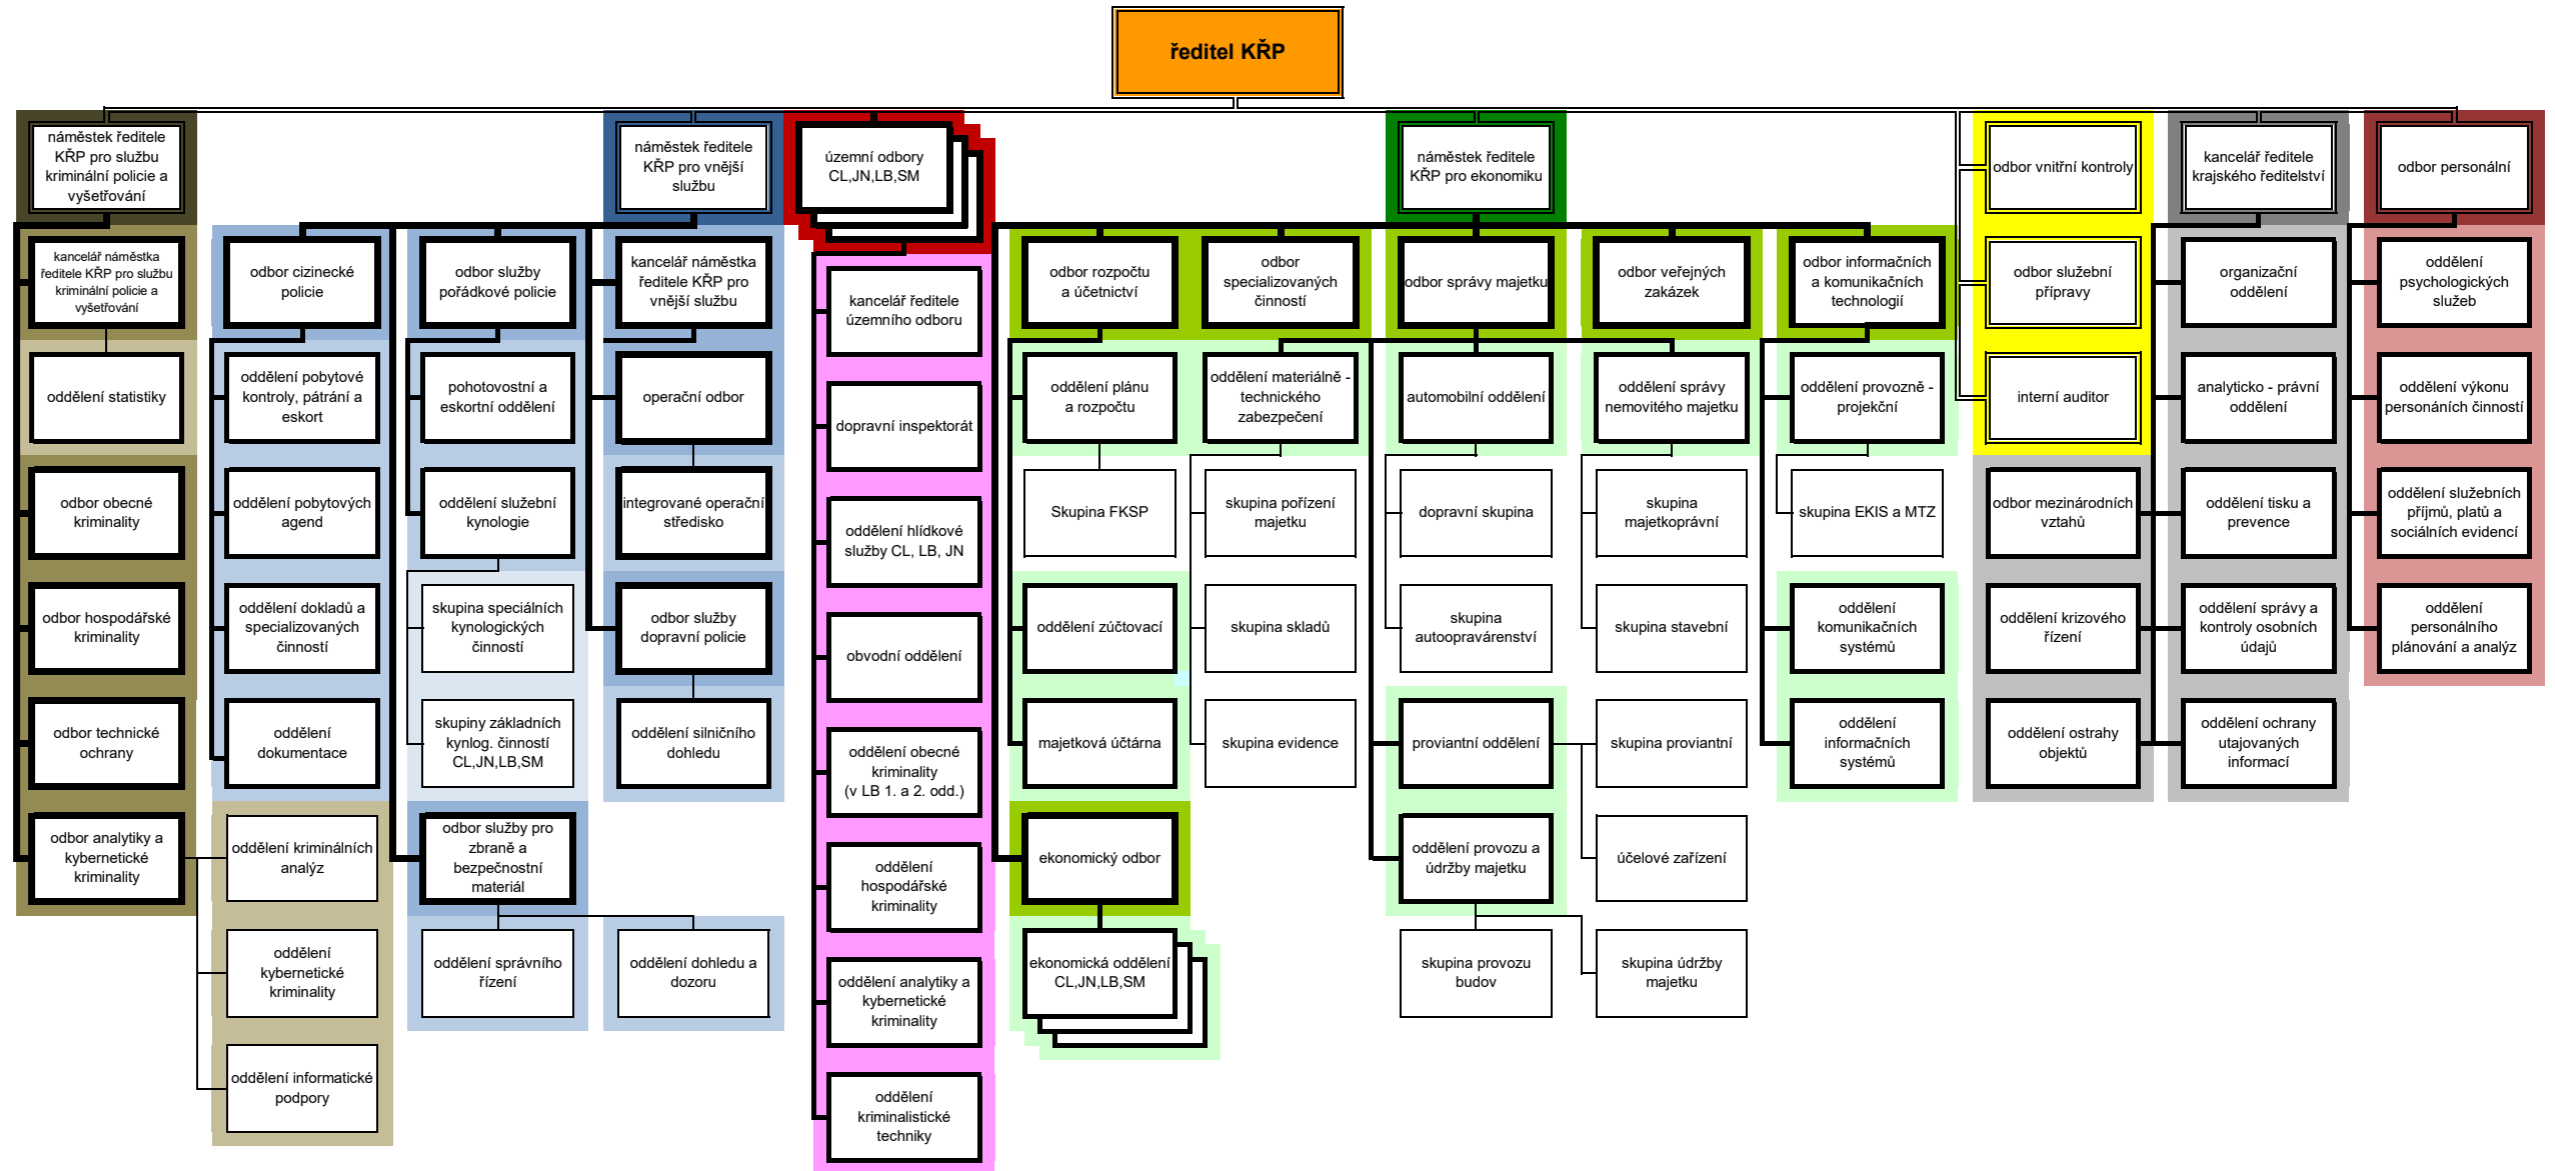 ředitel KŘP
náměstek ředitele
KŘP pro službu
kriminální policie a
vyšetřování
náměstek ředitele
KŘP pro vnější
službu
územní odbory
CL,JN,LB,SM
náměstek ředitele
KŘP pro ekonomiku
odbor vnitřní kontroly
kancelář ředitele
krajského ředitelství
odbor personální
kancelář náměstka
ředitele KŘP pro službu
kriminální policie a
vyšetřování
odbor cizinecké
policie
odbor služby
pořádkové policie
kancelář náměstka
ředitele KŘP pro
vnější službu
kancelář ředitele
územního odboru
odbor rozpočtu
a účetnictví
odbor
specializovaných
činností
odbor správy majetku
odbor veřejných
zakázek
odbor informačních
a komunikačních
technologií
odbor služební
přípravy
organizační
oddělení
oddělení
psychologických
služeb
oddělení statistiky
oddělení pobytové
kontroly, pátrání a
eskort
pohotovostní a
eskortní oddělení
operační odbor
dopravní inspektorát
oddělení plánu
a rozpočtu
oddělení materiálně -
technického
zabezpečení
automobilní oddělení
oddělení správy
nemovitého majetku
oddělení provozně -
projekční
interní auditor
analyticko - právní
oddělení
oddělení výkonu
personáních činností
odbor obecné
kriminality
oddělení pobytových
agend
oddělení služební
kynologie
integrované operační
středisko
oddělení hlídkové
služby CL, LB, JN
Skupina FKSP
skupina pořízení
majetku
dopravní skupina
skupina
majetkoprávní
skupina EKIS a MTZ
odbor mezinárodních
vztahů
oddělení tisku a
prevence
oddělení služebních
příjmů, platů a
sociálních evidencí
odbor hospodářské
kriminality
oddělení dokladů a
specializovaných
činností
skupina speciálních
kynologických
činností
odbor služby
dopravní policie
obvodní oddělení
oddělení zúčtovací
skupina skladů
skupina
autoopravárenství
skupina stavební
oddělení
komunikačních
systémů
oddělení krizového
řízení
oddělení správy a
kontroly osobních
údajů
oddělení
personálního
plánování a analýz
odbor technické
ochrany
oddělení
dokumentace
skupiny základních
kynlog. činností
CL,JN,LB,SM
oddělení silničního
dohledu
oddělení obecné
kriminality
(v LB 1. a 2. odd.)
majetková účtárna
skupina evidence
proviantní oddělení
skupina proviantní
oddělení
informačních
systémů
oddělení ostrahy
objektů
oddělení ochrany
utajovaných
informací
odbor analytiky a
kybernetické
kriminality
oddělení kriminálních
analýz
odbor služby pro
zbraně a
bezpečnostní
materiál
oddělení
hospodářské
kriminality
ekonomický odbor
oddělení provozu a
údržby majetku
účelové zařízení
oddělení
kybernetické
kriminality
oddělení správního
řízení
oddělení dohledu a
dozoru
oddělení analytiky a
kybernetické
kriminality
ekonomická oddělení
CL,JN,LB,SM
skupina provozu
budov
skupina údržby
majetku
oddělení informatické
podpory
oddělení
kriminalistické
techniky